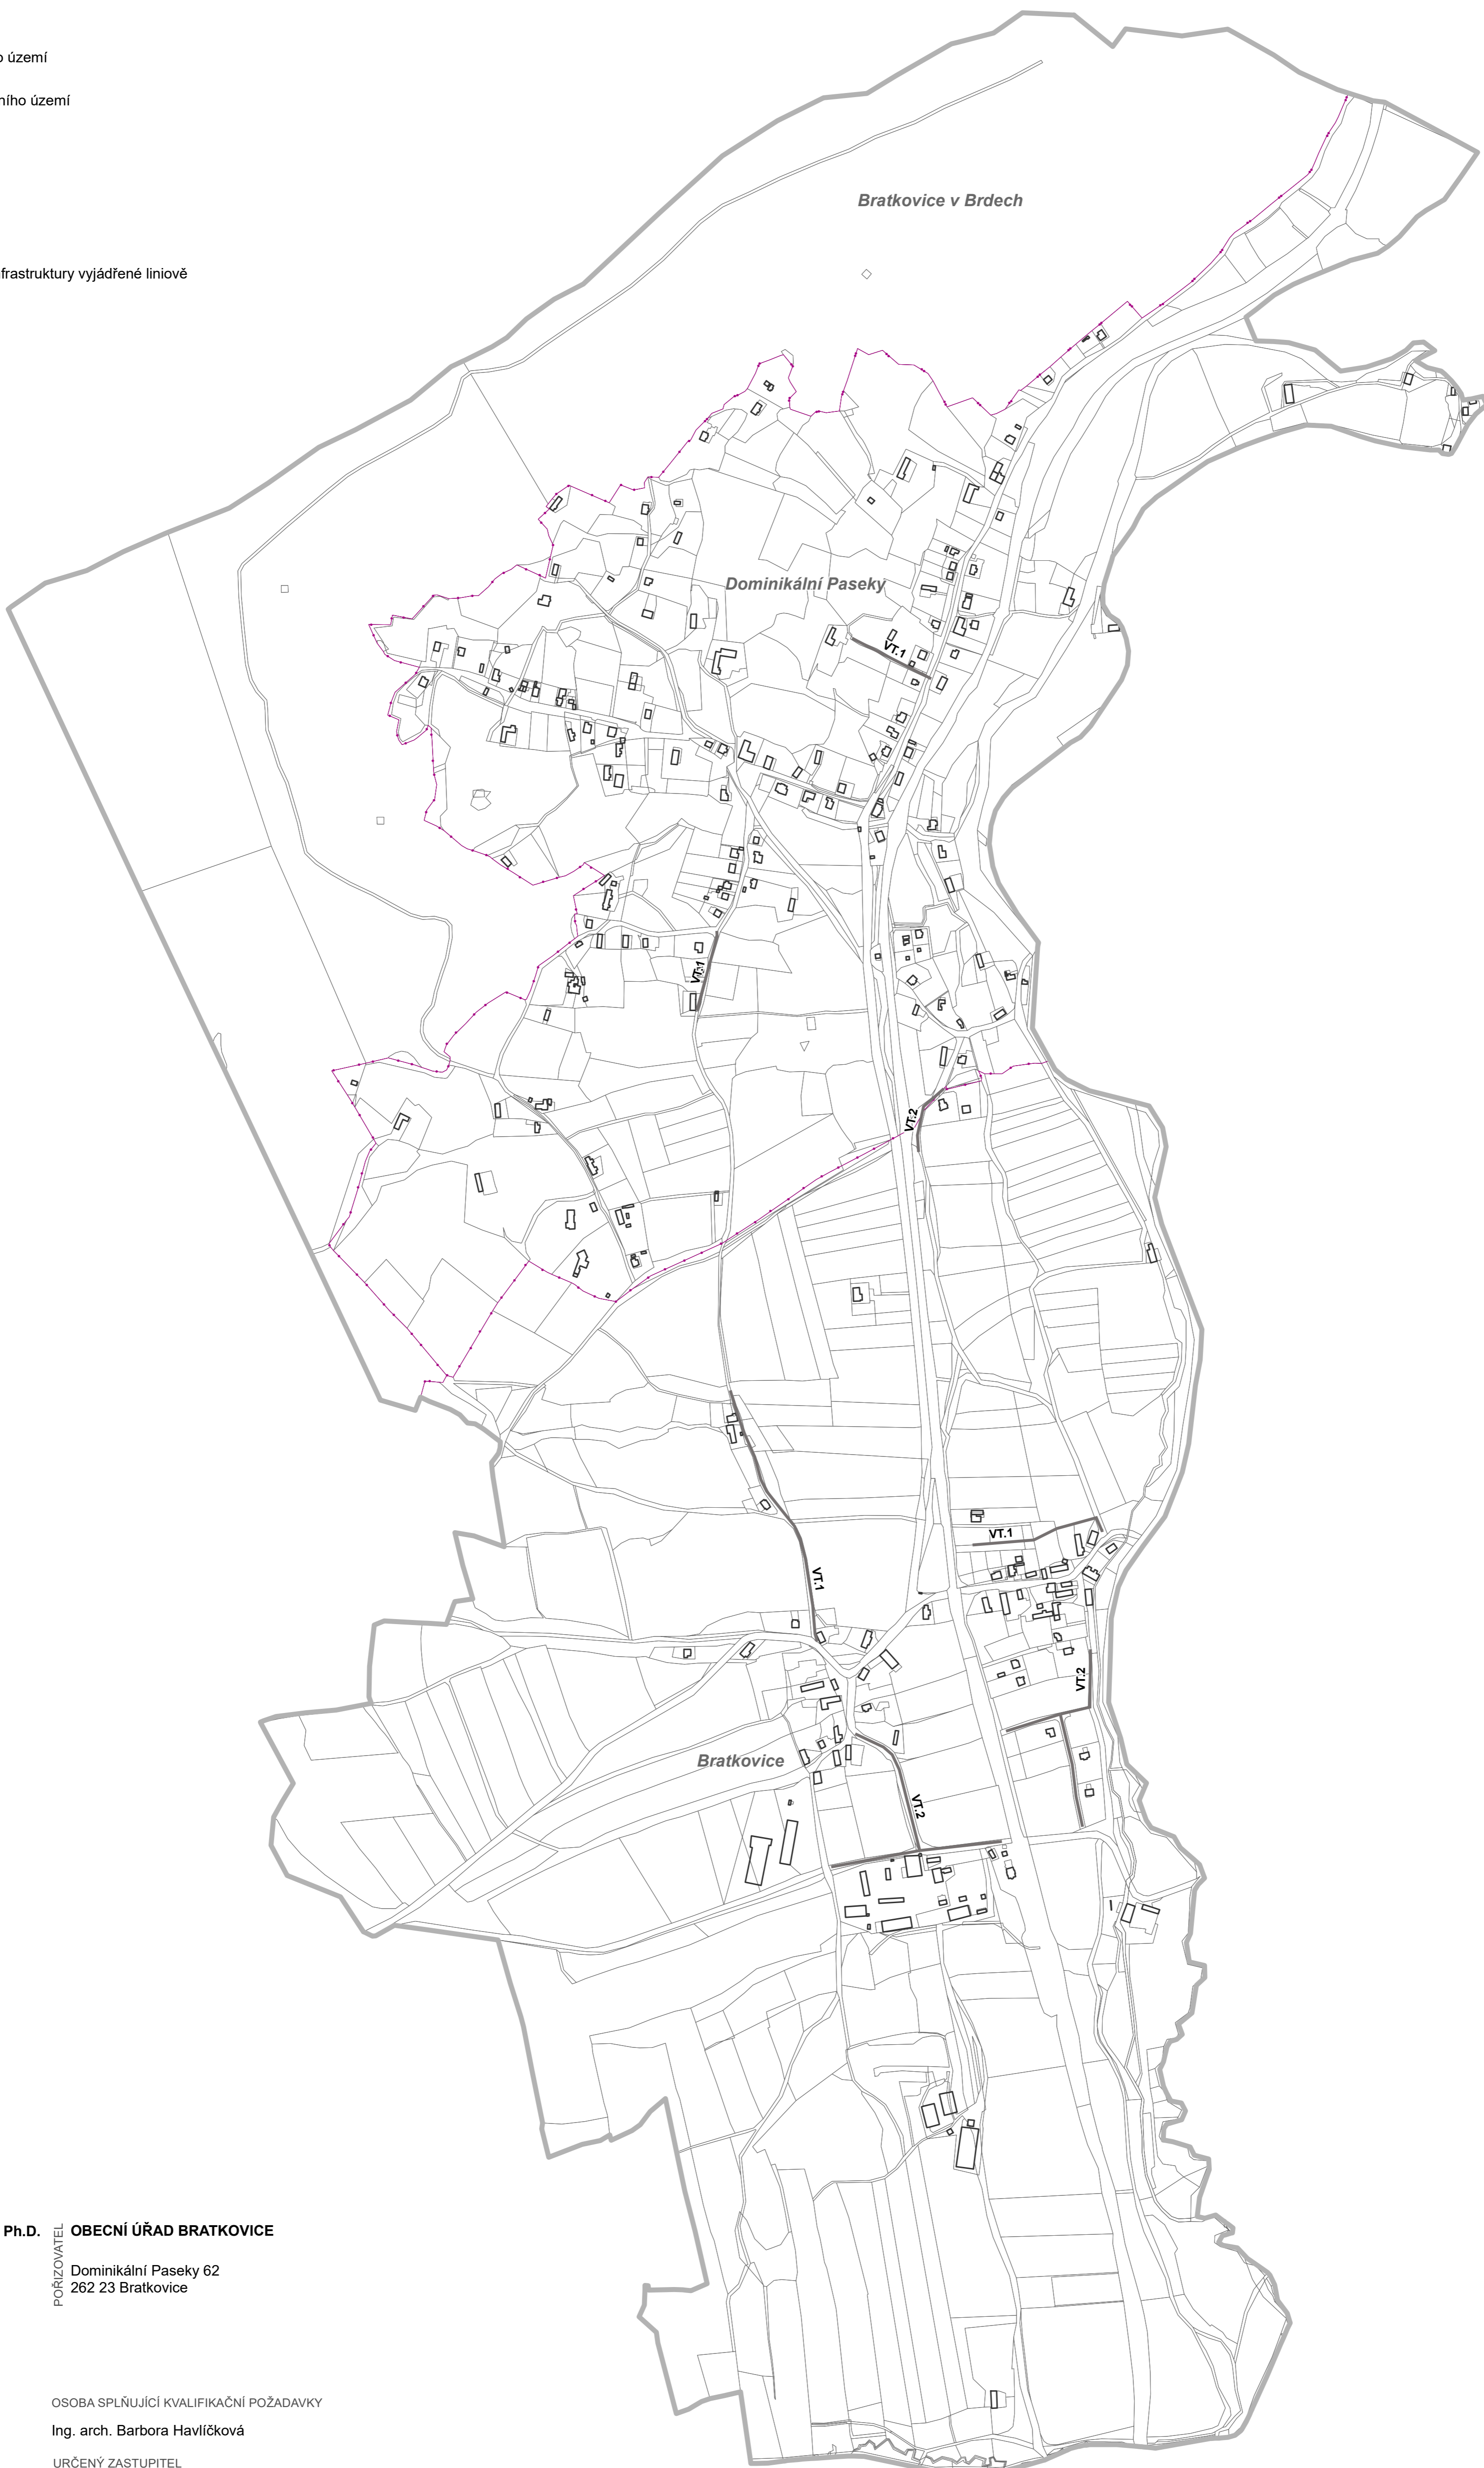 o území
ního území
Bratkovice v Brdech
frastruktury vyjádřené liniově
Dominikální Paseky
VT.1
VT.1
VT.2
VT.1
VT.1
VT.2
Bratkovice
VT.2
Ph.D.
POŘIZOVATEL
OBECNÍ ÚŘAD BRATKOVICE
Dominikální Paseky 62
262 23 Bratkovice
OSOBA SPLŇUJÍCÍ KVALIFIKAČNÍ POŽADAVKY
Ing. arch. Barbora Havlíčková
URČENÝ ZASTUPITEL